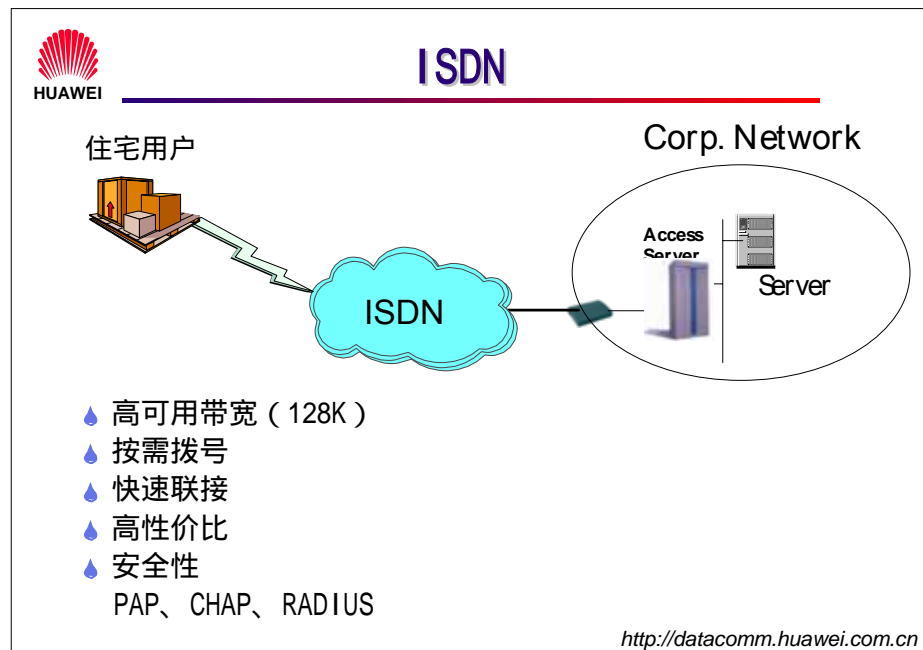 HUAWEI
ISDN
住宅用户
Corp. Network
Access
Server
Server
ISDN
高可用带宽（128K）
按需拨号
快速联接
高性价比
安全性
PAP、CHAP、RADIUS
http://datacomm.huawei.com.cn